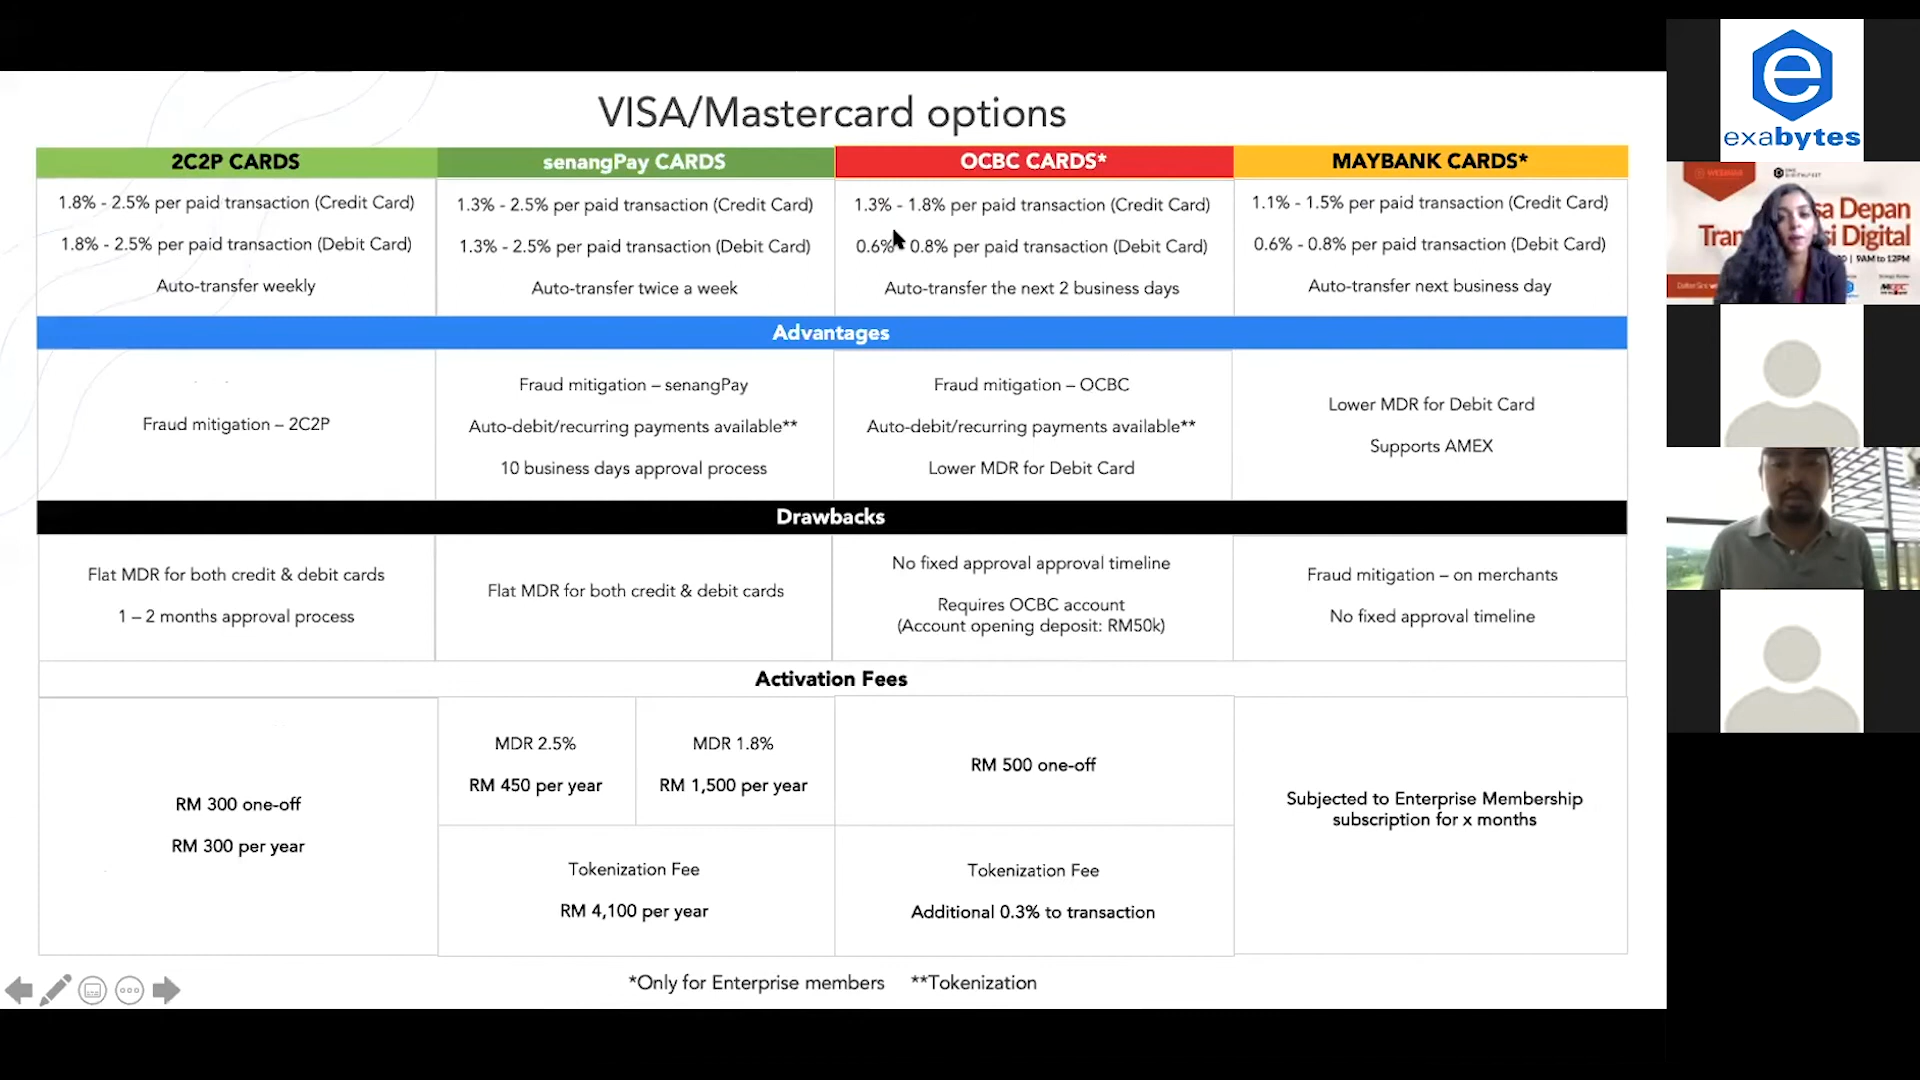 VISA/Mastercard options
2C2P CARDS
senangPay CARDS
OCBC CARDS*
MAYBANK CARDS*
1.8% - 2.5% per paid transaction (Credit Card)
1.8% - 2.5% per paid transaction (Debit Card)
Auto-transfer weekly
1.3% - 2.5% per paid transaction (Credit Card)
1.3% - 2.5% per paid transaction (Debit Card)
Auto-transfer twice a week
1.3% - 1.8% per paid transaction (Credit Card)
0.6% - 0.8% per paid transaction (Debit Card)
Auto-transfer the next 2 business days
1.1% - 1.5% per paid transaction (Credit Card)
0.6% - 0.8% per paid transaction (Debit Card)
Auto-transfer next business day
Advantages
Fraud mitigation – 2C2P
Fraud mitigation – senangPay
Auto-debit/recurring payments available**
10 business days approval process
Fraud mitigation – OCBC
Auto-debit/recurring payments available**
Lower MDR for Debit Card
Lower MDR for Debit Card
Supports AMEX
Drawbacks
Flat MDR for both credit & debit cards
1 – 2 months approval process
Flat MDR for both credit & debit cards
No fixed approval approval timeline
Requires OCBC account
(Account opening deposit: RM50k)
Fraud mitigation – on merchants
No fixed approval timeline
Activation Fees
RM 300 one-off
RM 300 per year
MDR 2.5%
RM 450 per year
MDR 1.8%
RM 1,500 per year
Tokenization Fee
RM 4,100 per year
RM 500 one-off
Tokenization Fee
Additional 0.3% to transaction
Subjected to Enterprise Membership
subscription for x months
*Only for Enterprise members **Tokenization
exabytes
WEBINAR
sa Depan
Tran si Digital
| 9AM to 12PM